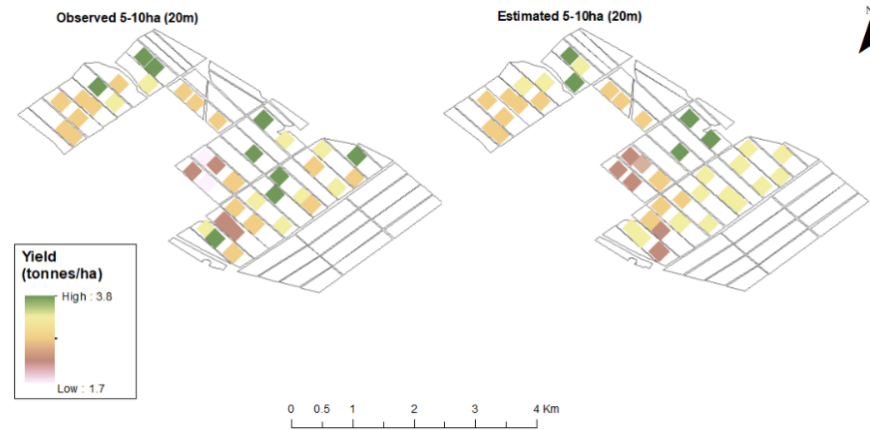 Observed 5-10ha (20m)
Estimated 5-10ha (20m)
N
Yield
(tonnes/ha)
High : 3.8
Low : 1.7
0 0.5 1 2 3 4 Km